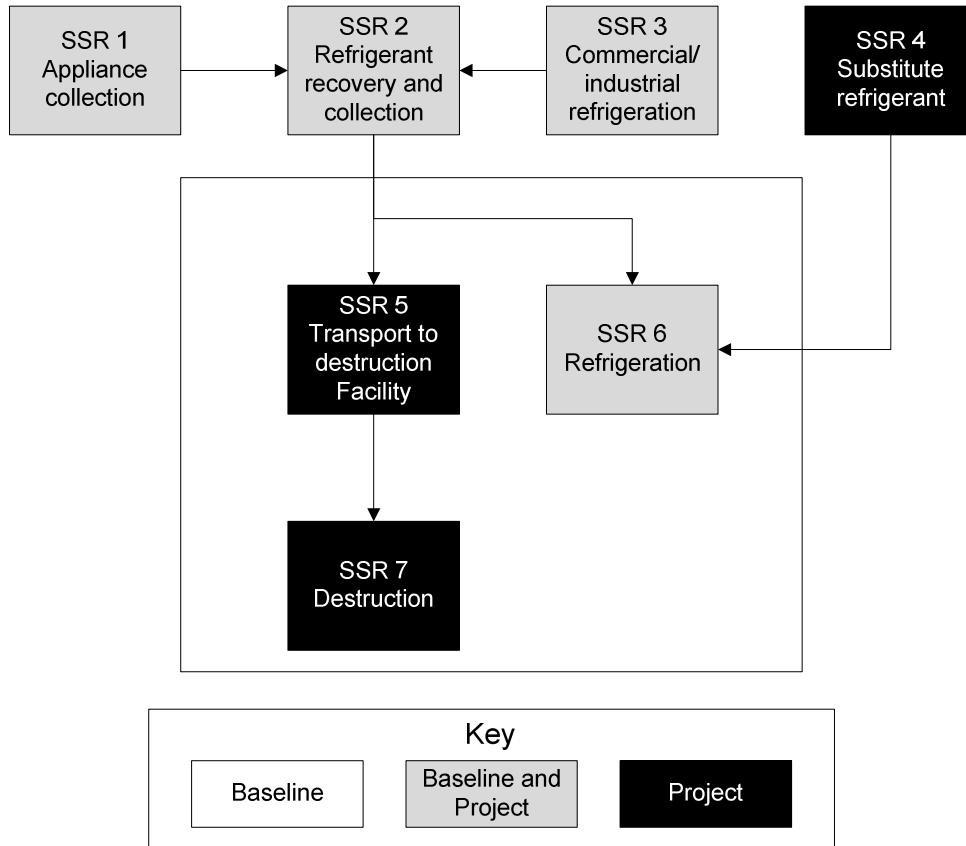 SSR 1
Appliance
collection
SSR 2
Refrigerant
recovery and
collection
SSR 3
Commercial/
industrial
refrigeration
SSR 4
Substitute
refrigerant
SSR 5
Transport to
destruction
Facility
SSR 6
Refrigeration
SSR 7
Destruction
Key
Baseline
Baseline and
Project
Project